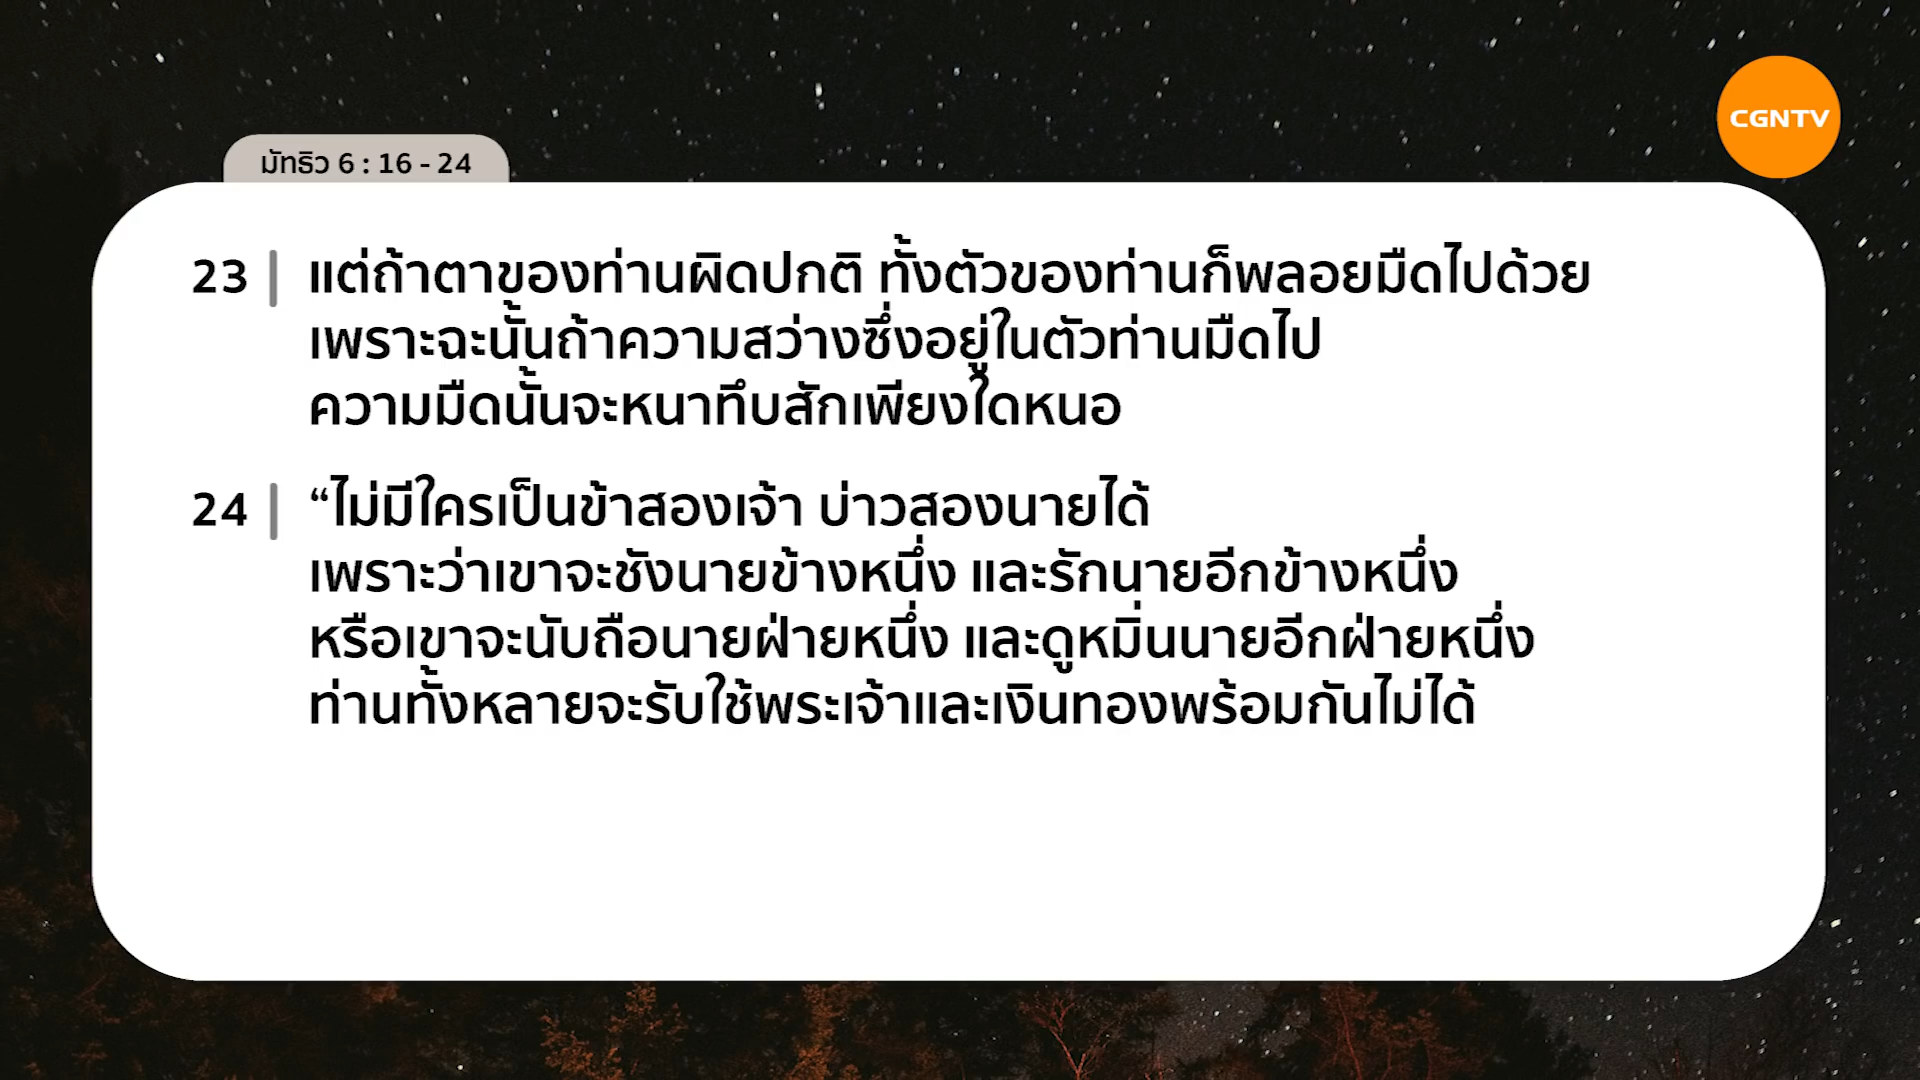 CGNTV
มัทธิว 6 : 16 - 24
23 แต่ถ้าตาของท่านผิดปกติ ทั้งตัวของท่านก็พลอยมืดไปด้วย
เพราะฉะนั้นถ้าความสว่างซึ่งอยู่ในตัวท่านมืดไป
ความมืดนั้นจะหนาทึบสักเพียงใดหนอ
24 “ไม่มีใครเป็นข้าสองเจ้า บ่าวสองนายได้
เพราะว่าเขาจะชังนายข้างหนึ่ง และรักนายอีกข้างหนึ่ง
หรือเขาจะนับถือนายฝ่ายหนึ่ง และดูหมิ่นนายอีกฝ่ายหนึ่ง
ท่านทั้งหลายจะรับใช้พระเจ้าและเงินทองพร้อมกันไม่ได้